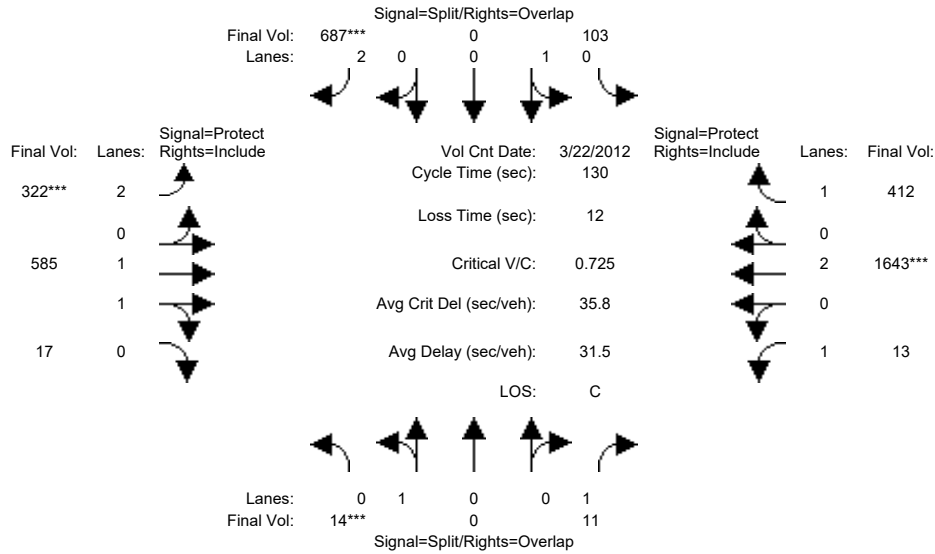 Signal=Split/Rights=Overlap
Final Vol: 687*** 0 103
Lanes: 2 0 0 1 0
Signal=Protect
Final Vol: Lanes: Rights=Include
Vol Cnt Date: 3/22/2012
Signal=Protect
Rights=Include Lanes: Final Vol:
Cycle Time (sec): 130
322*** 2
1 412
Loss Time (sec): 12
0
0
585 1
Critical V/C: 0.725
2 1643***
1
Avg Crit Del (sec/veh): 35.8
0
17 0
Avg Delay (sec/veh): 31.5
1 13
LOS: C
Lanes: 0 1 0 0 1
Final Vol: 14*** 0 11
Signal=Split/Rights=Overlap